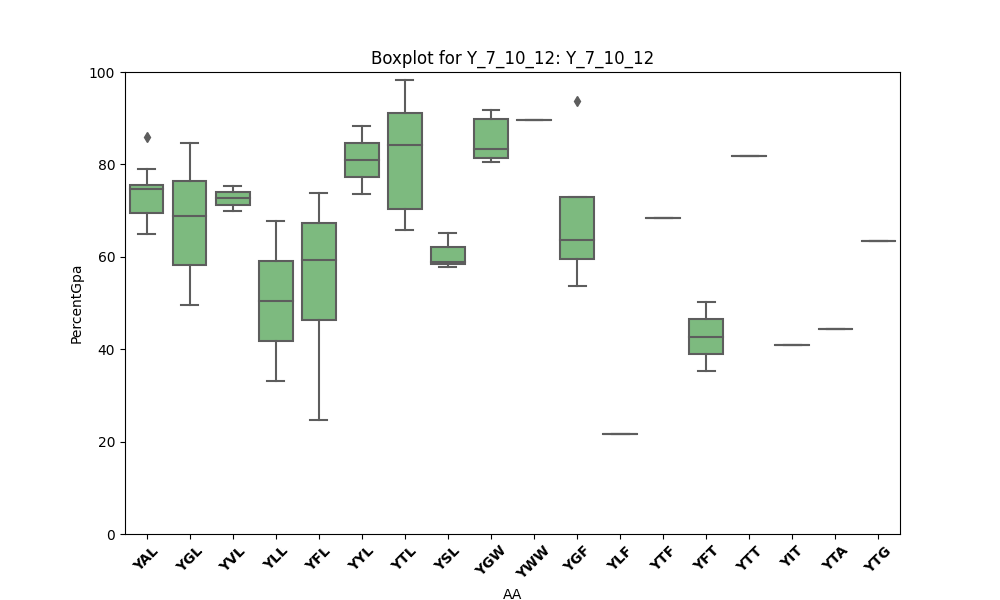 Boxplot for Y_7_10_12: Y_7_10_12
100
80
60
40
20
0
PercentGpa
YAL YGL YVL YLL YFL YYL YTL YSL YGW YWW YGF YLF YTF YFT YTT YIT YTA YTG
AA